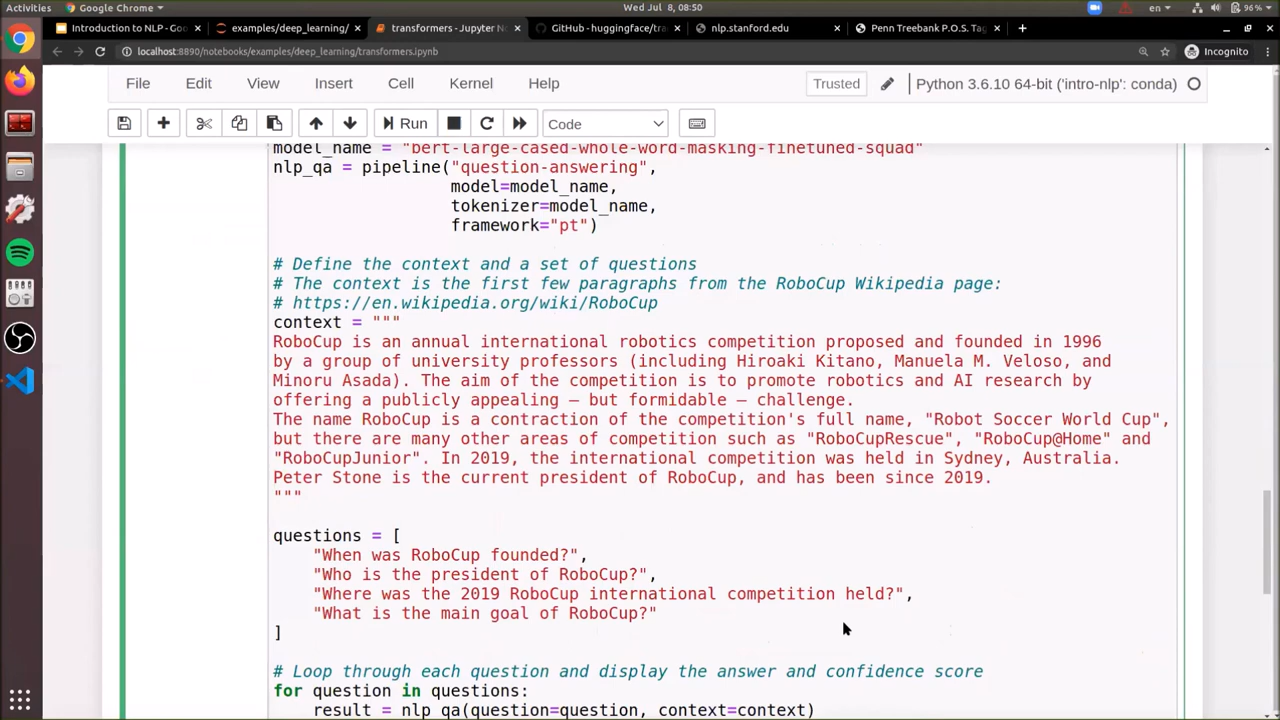 Activities
Google Chrome
Wed Jul 8, 08:50
en
96%
Introduction to NLP - Goo
examples/deep_learning/
transformers - Jupyter No
GitHub - huggingface/tra
nlp.stanford.edu
Penn Treebank P.O.S. Tag
localhost:8890/notebooks/examples/deep_learning/transformers.ipynb
Incognito
File Edit View Insert Cell Kernel Help
Trusted
Python 3.6.10 64-bit ('intro-nlp': conda)
Run
Code
model_name = "bert-large-cased-whole-word-masking-finetuned-squad"
nlp_qa = pipeline("question-answering",
model=model_name,
tokenizer=model_name,
framework="pt")
# Define the context and a set of questions
# The context is the first few paragraphs from the RoboCup Wikipedia page:
# https://en.wikipedia.org/wiki/RoboCup
context = """
RoboCup is an annual international robotics competition proposed and founded in 1996
by a group of university professors (including Hiroaki Kitano, Manuela M. Veloso, and
Minoru Asada). The aim of the competition is to promote robotics and AI research by
offering a publicly appealing – but formidable – challenge.
The name RoboCup is a contraction of the competition's full name, "Robot Soccer World Cup",
but there are many other areas of competition such as "RoboCupRescue", "RoboCup@Home" and
"RoboCupJunior". In 2019, the international competition was held in Sydney, Australia.
Peter Stone is the current president of RoboCup, and has been since 2019.
"""
questions = [
"When was RoboCup founded?",
"Who is the president of RoboCup?",
"Where was the 2019 RoboCup international competition held?",
"What is the main goal of RoboCup?"
]
# Loop through each question and display the answer and confidence score
for question in questions:
result = nlp_qa(question=question, context=context)